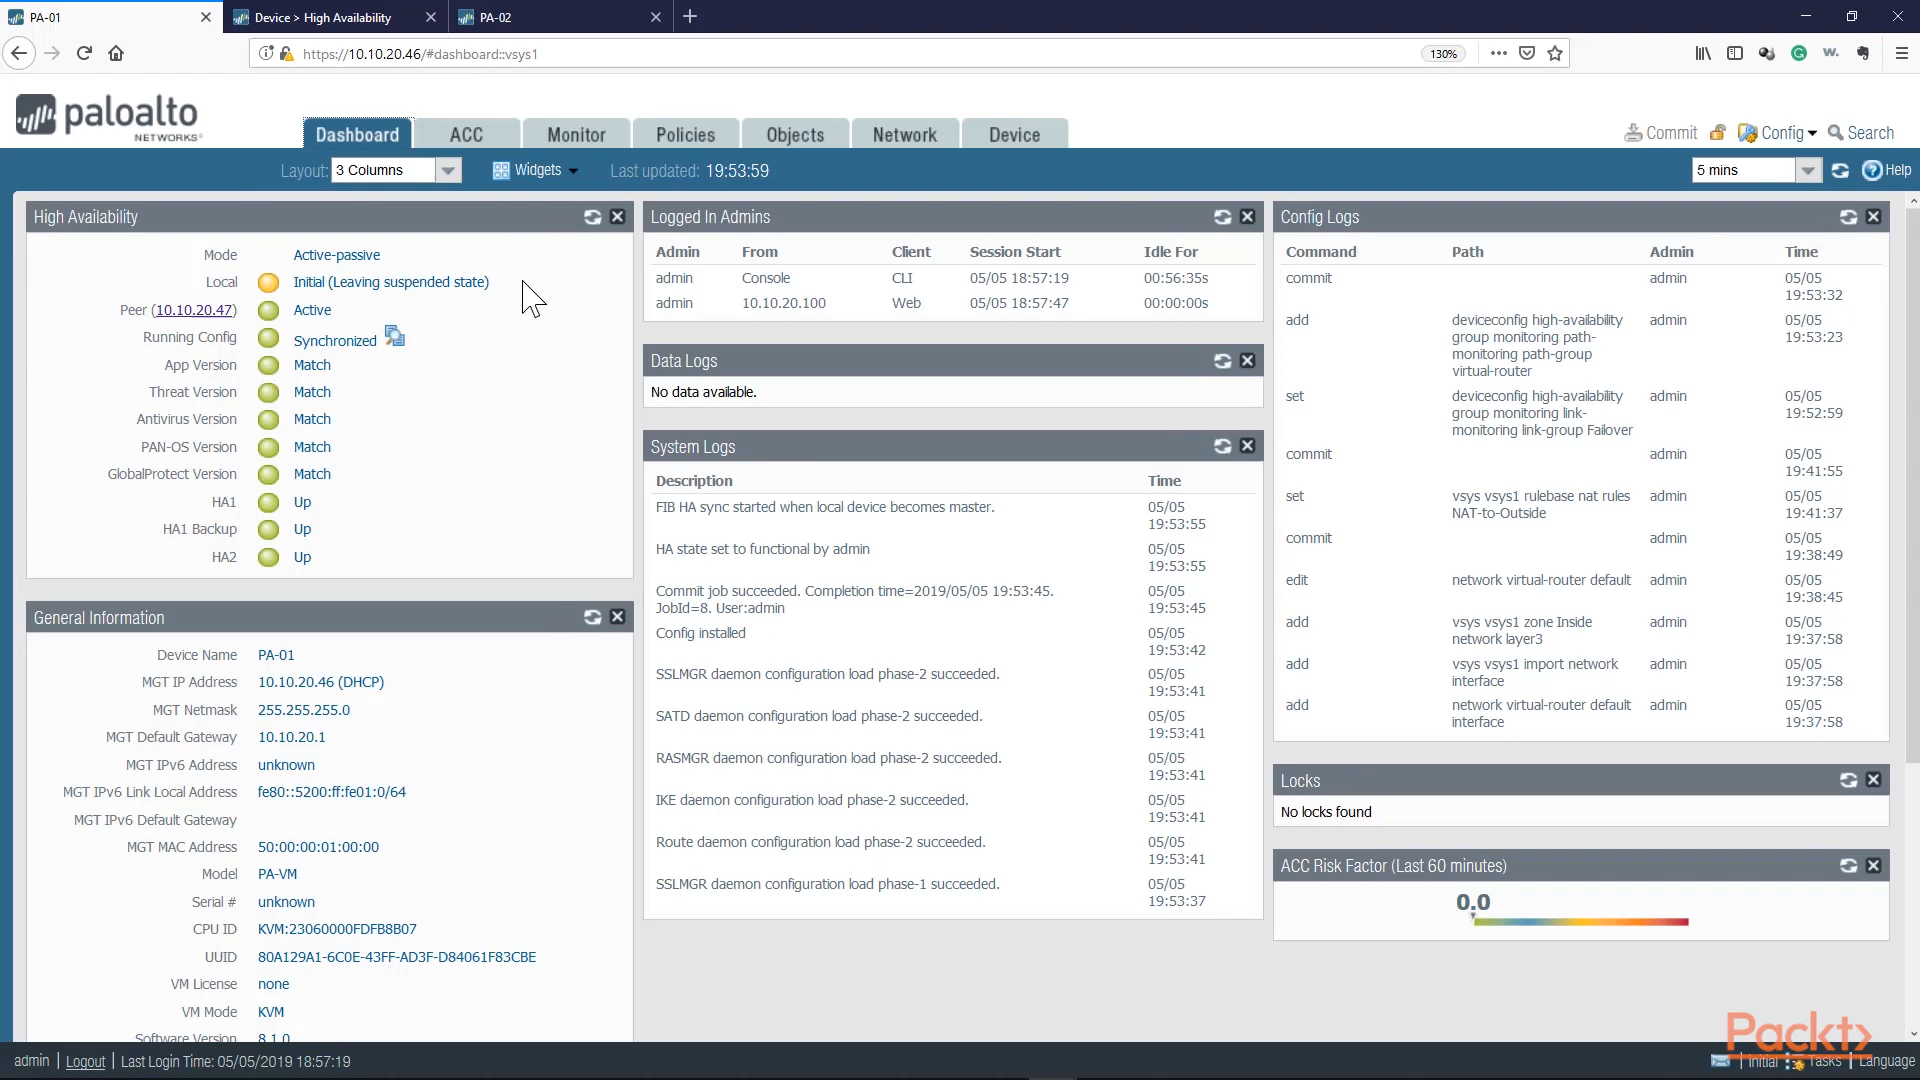 PA-01
Device > High Availability
PA-02
https://10.10.20.46/#dashboard::vsys1
130%
paloalto
NETWORKS
Dashboard
ACC
Monitor
Policies
Objects
Network
Device
Commit
Config
Search
Layout: 3 Columns
Widgets
Last updated: 19:53:59
5 mins
Help
High Availability
Mode Active-passive
Local Initial (Leaving suspended state)
Peer (10.10.20.47) Active
Running Config Synchronized
App Version Match
Threat Version Match
Antivirus Version Match
PAN-OS Version Match
GlobalProtect Version Match
HA1 Up
HA1 Backup Up
HA2 Up
General Information
Device Name PA-01
MGT IP Address 10.10.20.46 (DHCP)
MGT Netmask 255.255.255.0
MGT Default Gateway 10.10.20.1
MGT IPv6 Address unknown
MGT IPv6 Link Local Address fe80::5200:ff:fe01:0/64
MGT IPv6 Default Gateway
MGT MAC Address 50:00:00:01:00:00
Model PA-VM
Serial # unknown
CPU ID KVM:23060000FDFB8B07
UUID 80A129A1-6C0E-43FF-AD3F-D84061F83CBE
VM License none
VM Mode KVM
Software Version 8.1.0
Logged In Admins
Admin From Client Session Start Idle For
admin Console CLI 05/05 18:57:19 00:56:35s
admin 10.10.20.100 Web 05/05 18:57:47 00:00:00s
Data Logs
No data available.
System Logs
Description Time
FIB HA sync started when local device becomes master. 05/05
19:53:55
HA state set to functional by admin 05/05
19:53:55
Commit job succeeded. Completion time=2019/05/05 19:53:45. 05/05
JobId=8. User:admin 19:53:45
Config installed 05/05
19:53:42
SSLMGR daemon configuration load phase-2 succeeded. 05/05
19:53:41
SATD daemon configuration load phase-2 succeeded. 05/05
19:53:41
RASMGR daemon configuration load phase-2 succeeded. 05/05
19:53:41
IKE daemon configuration load phase-2 succeeded. 05/05
19:53:41
Route daemon configuration load phase-2 succeeded. 05/05
19:53:41
SSLMGR daemon configuration load phase-1 succeeded. 05/05
19:53:37
Config Logs
Command Path Admin Time
commit admin 05/05
19:53:32
add deviceconfig high-availability admin 05/05
group monitoring path- 19:53:23
monitoring path-group
virtual-router
set deviceconfig high-availability admin 05/05
group monitoring link- 19:52:59
monitoring link-group Failover
commit admin 05/05
19:41:55
set vsys vsys1 rulebase nat rules admin 05/05
NAT-to-Outside 19:41:37
commit admin 05/05
19:38:49
edit network virtual-router default admin 05/05
19:38:45
add vsys vsys1 zone Inside admin 05/05
network layer3 19:37:58
add vsys vsys1 import network admin 05/05
interface 19:37:58
add network virtual-router default admin 05/05
interface 19:37:58
Locks
No locks found
ACC Risk Factor (Last 60 minutes)
0.0
Packt>
admin | Logout | Last Login Time: 05/05/2019 18:57:19
| Initial Tasks | Language